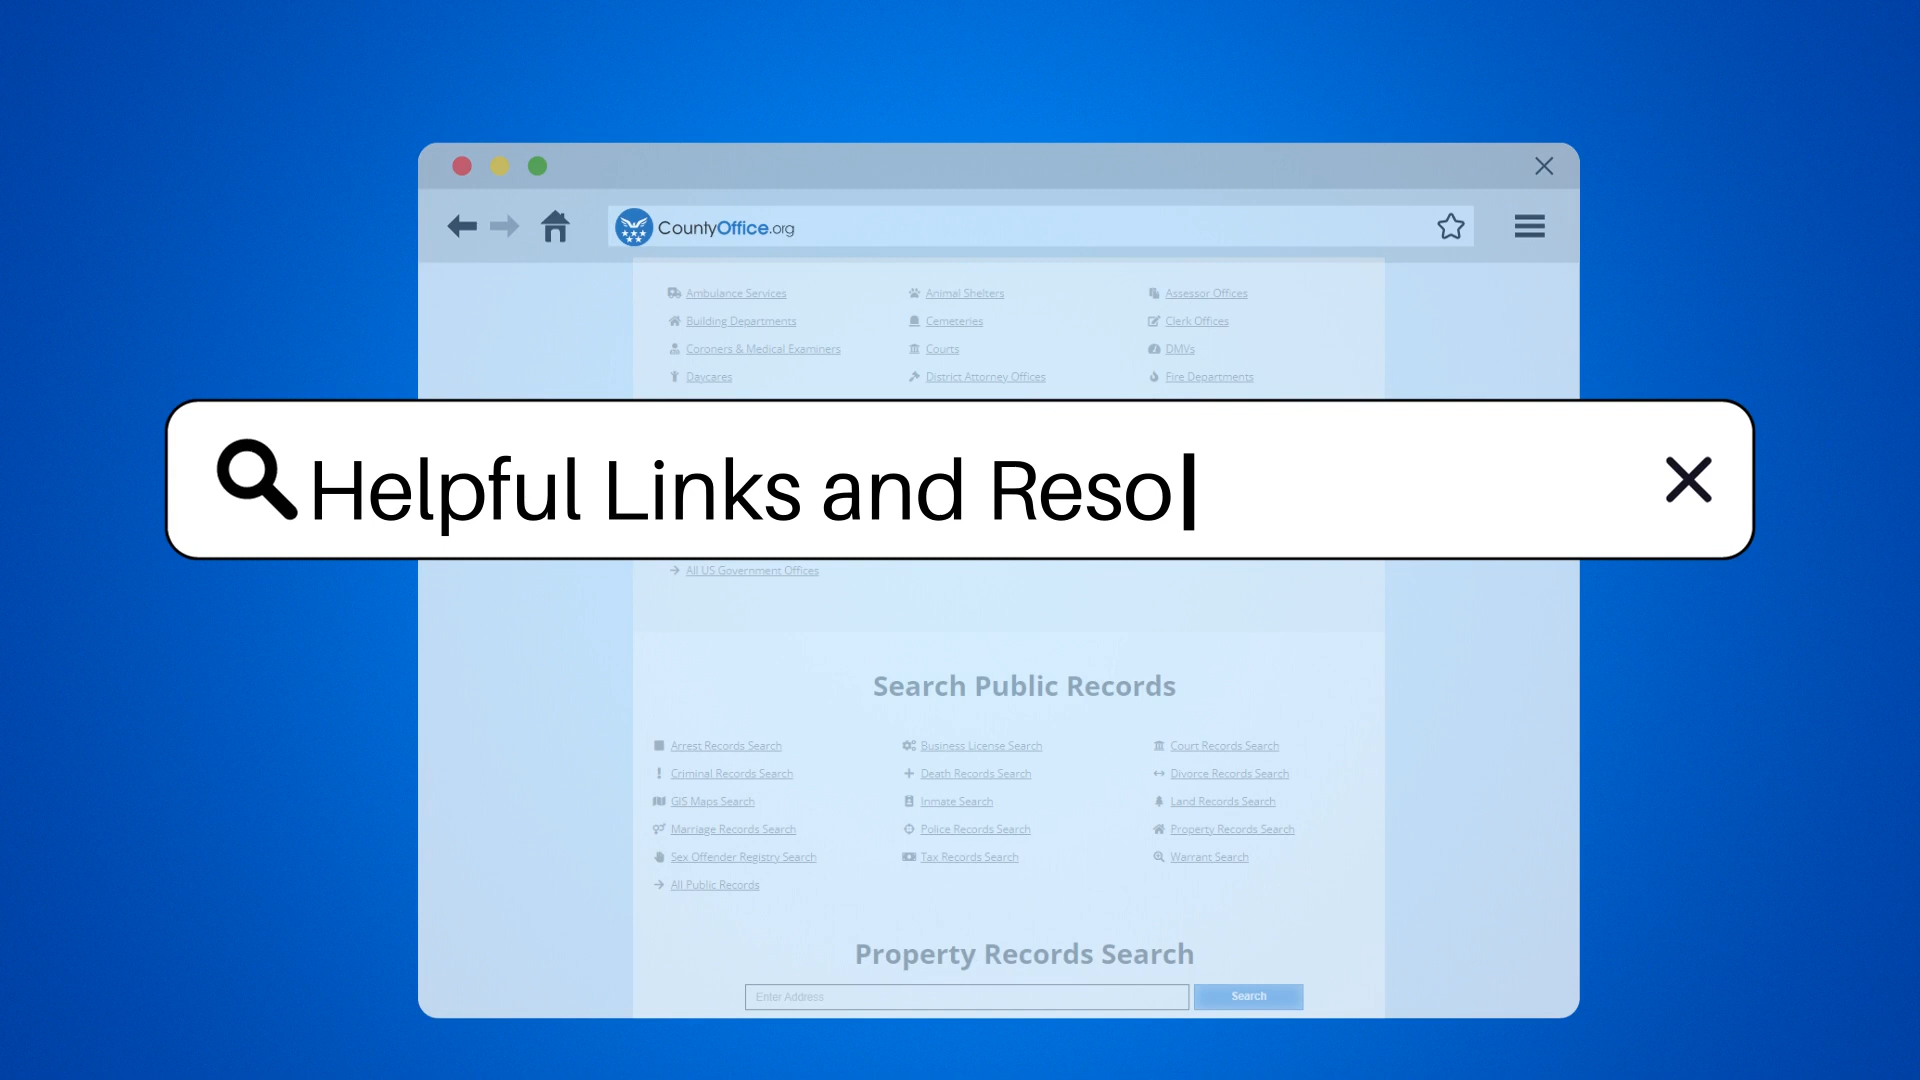 CountyOffice.org
Ambulance Services Animal Shelters Assessor Offices
Building Departments Cemeteries Clerk Offices
Coroners & Medical Examiners Courts DMVs
Daycares District Attorney Offices Fire Departments
Helpful Links and Reso
All US Government Offices
Search Public Records
Arrest Records Search Business License Search Court Records Search
Criminal Records Search Death Records Search Divorce Records Search
GIS Maps Search Inmate Search Land Records Search
Marriage Records Search Police Records Search Property Records Search
Sex Offender Registry Search Tax Records Search Warrant Search
All Public Records
Property Records Search
Enter Address Search